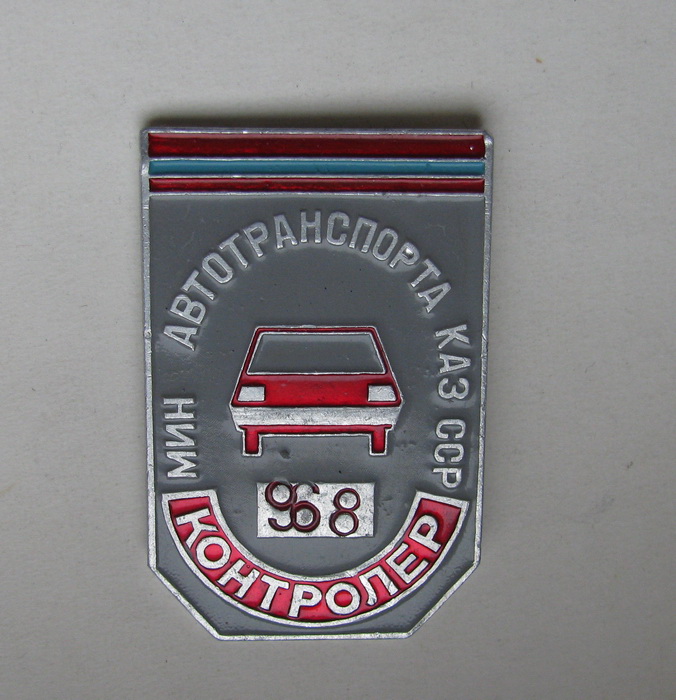 МИН АВТОТРАНСПОРТА КАЗ ССР
968
КОНТРОЛЕР